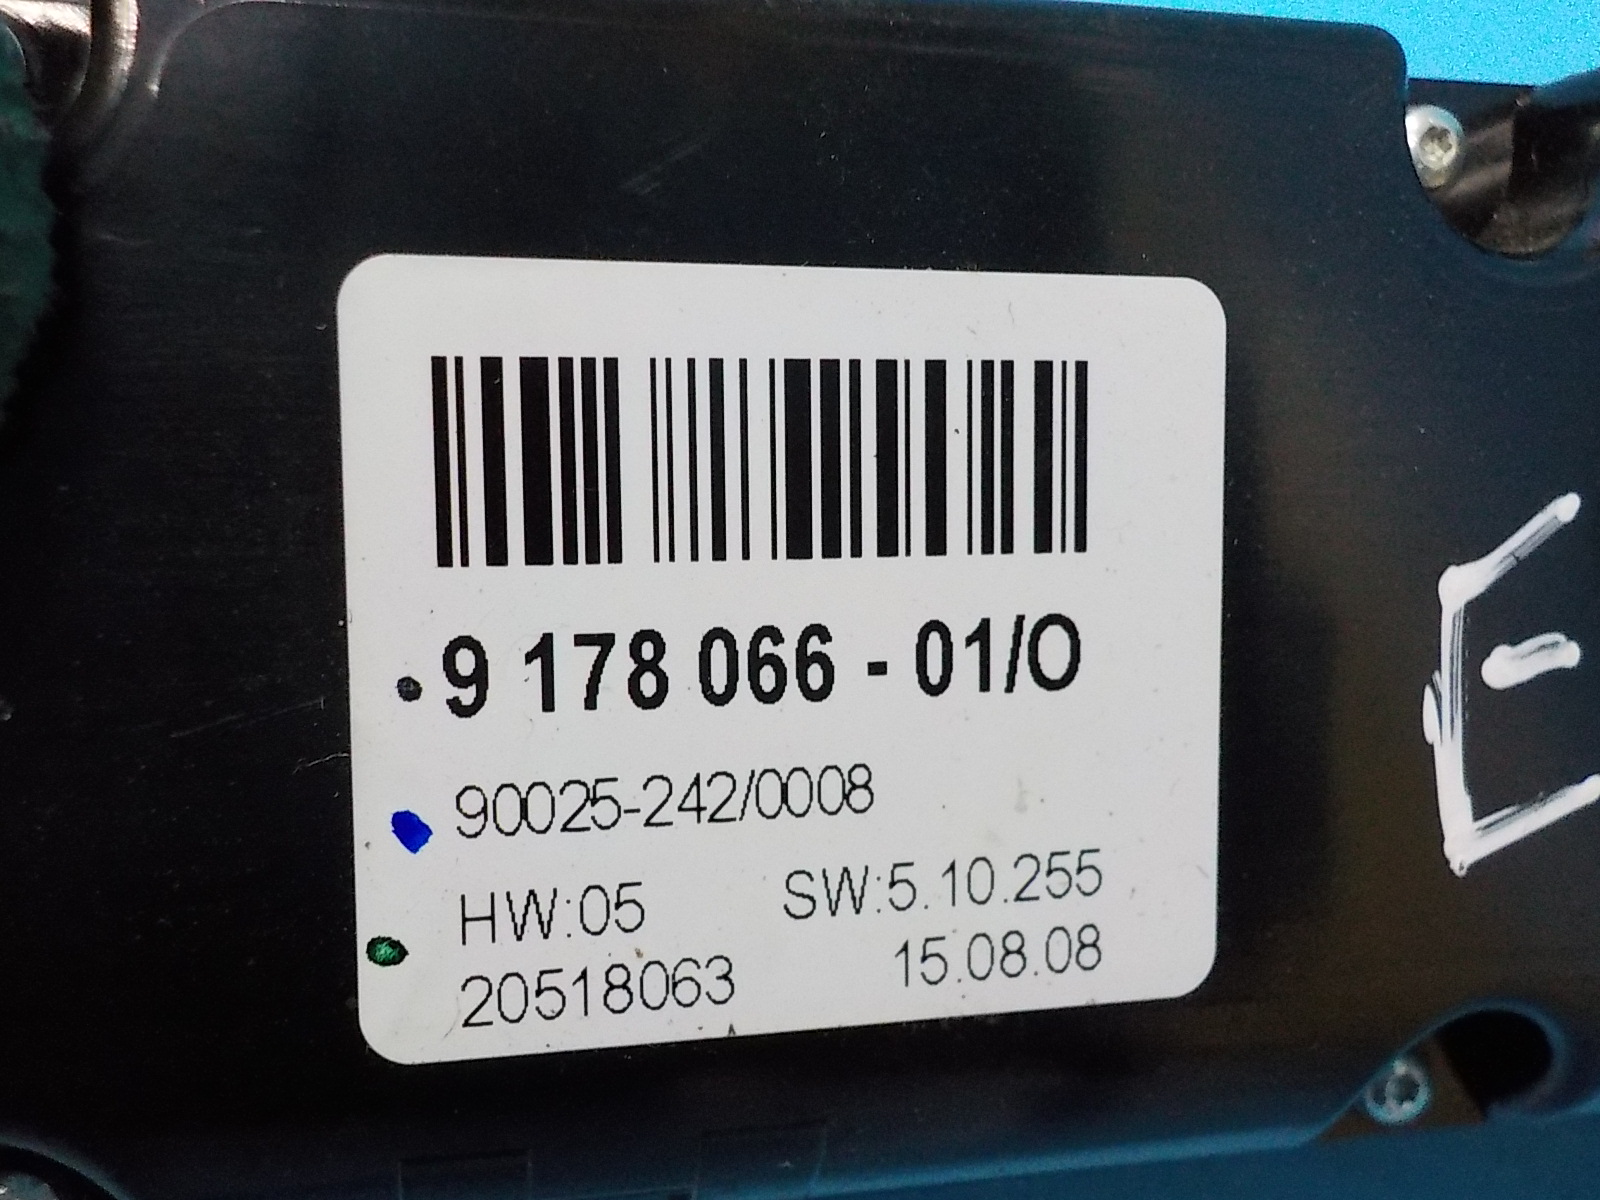 9 178 066 - 01/O
90025-242/0008
HW:05 SW:5.10.255
20518063 15.08.08